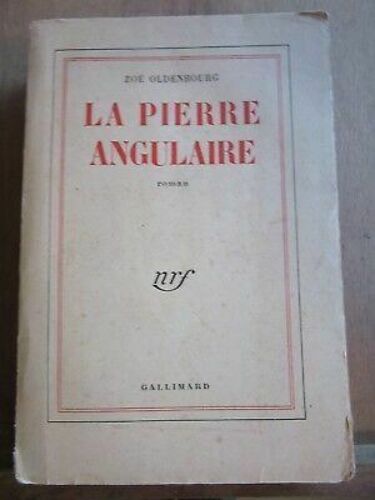 ZOÉ OLDENBOURG
LA PIERRE
ANGULAIRE
roman
nrf
GALLIMARD